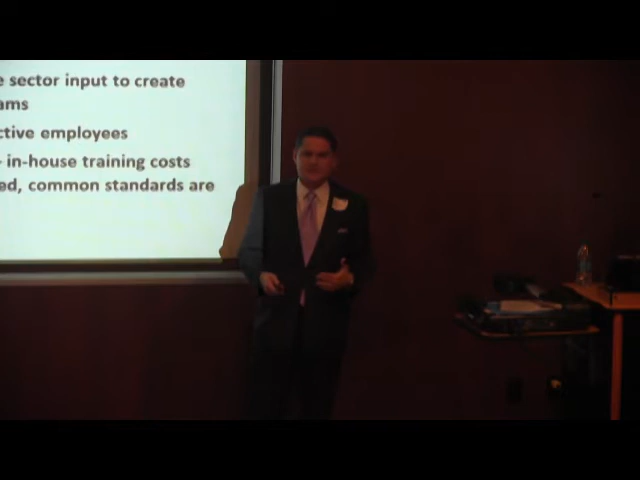 e sector input to create
ams
ctive employees
in-house training costs
ed, common standards are